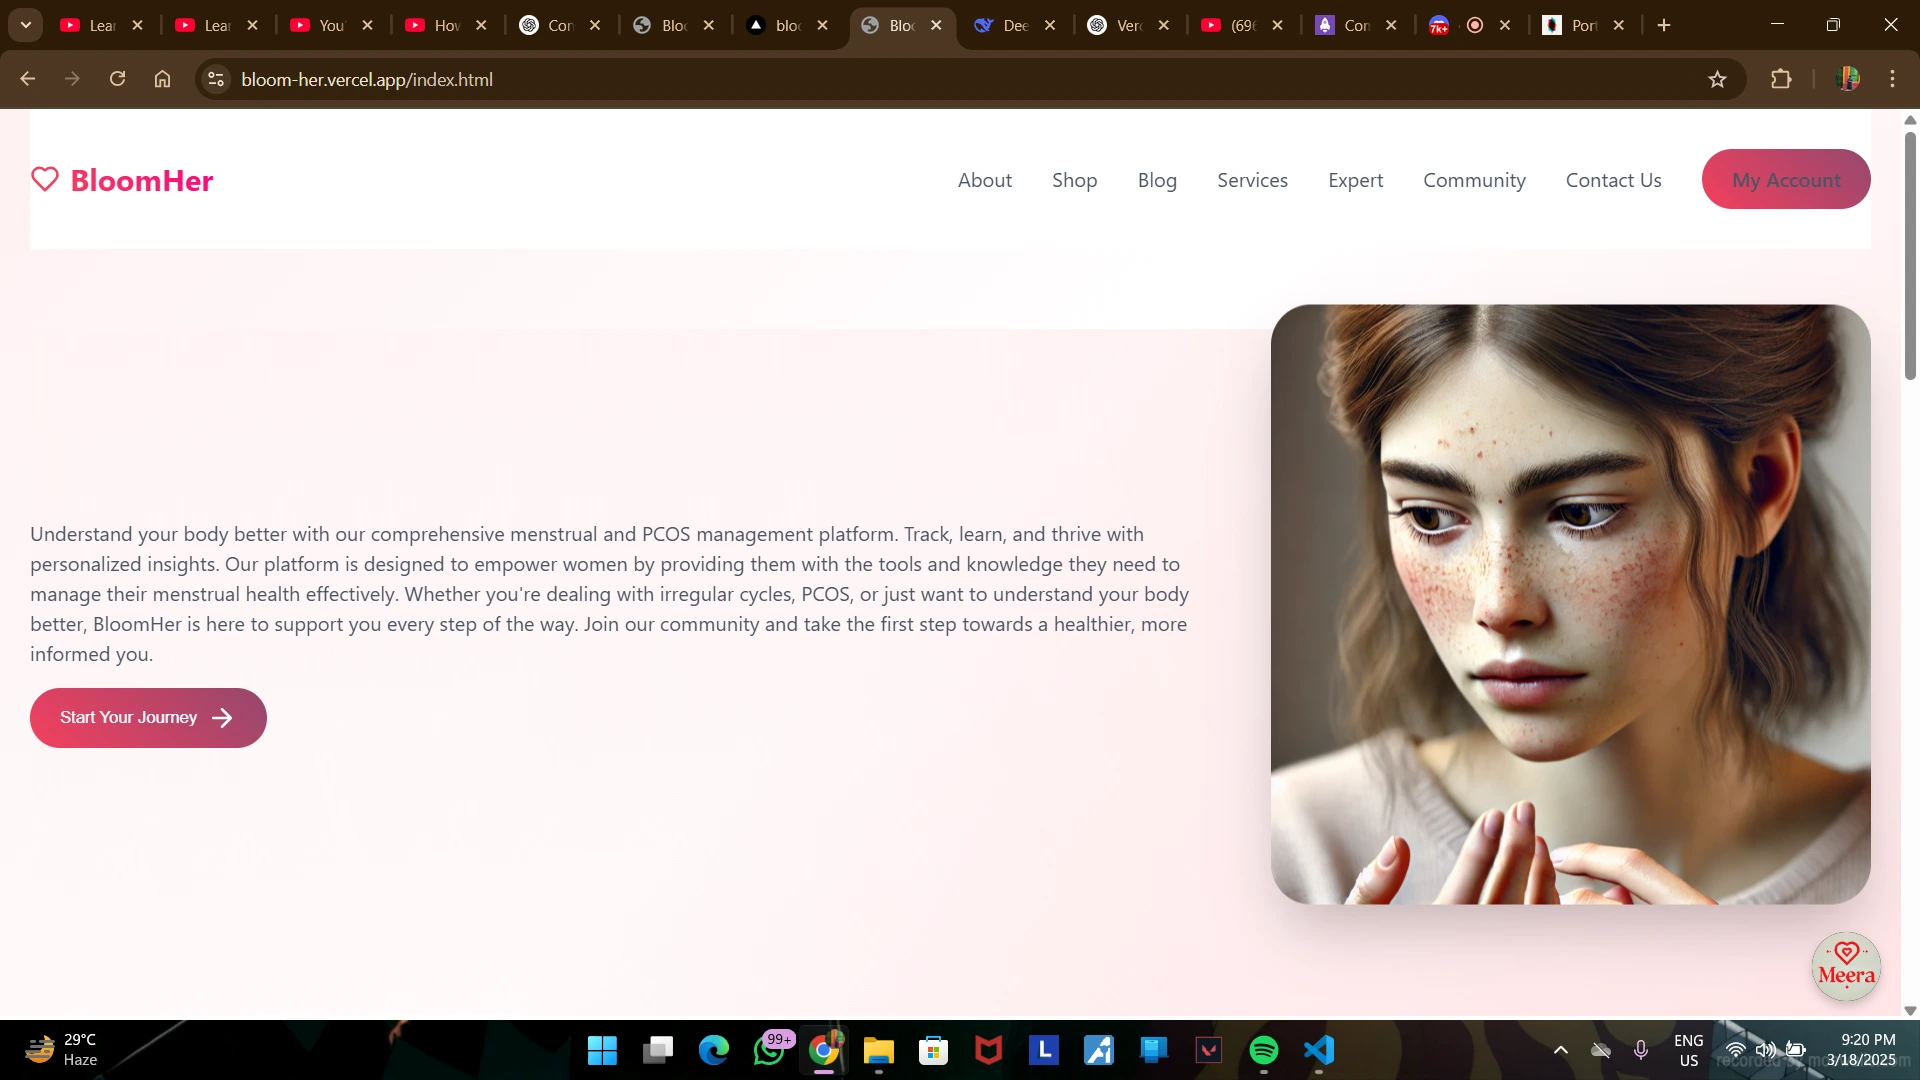 Lear
Lear
You
How
Con
Bloc
bloc
Bloc
Dee
Verc
(696
Con
7k+
Port
bloom-her.vercel.app/index.html
BloomHer
About
Shop
Blog
Services
Expert
Community
Contact Us
My Account
Understand your body better with our comprehensive menstrual and PCOS management platform. Track, learn, and thrive with
personalized insights. Our platform is designed to empower women by providing them with the tools and knowledge they need to
manage their menstrual health effectively. Whether you're dealing with irregular cycles, PCOS, or just want to understand your body
better, BloomHer is here to support you every step of the way. Join our community and take the first step towards a healthier, more
informed you.
Start Your Journey
Meera
29°C
Haze
99+
L
ENG
US
9:20 PM
3/18/2025